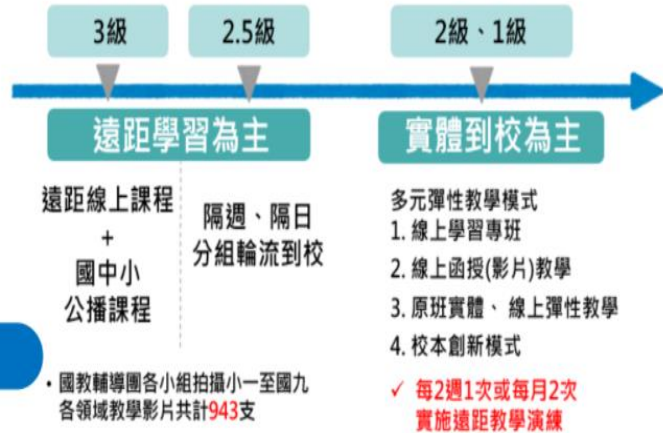 3級
2.5級
2級、1級
遠距學習為主
實體到校為主
遠距線上課程
+
國中小
公播課程
隔週、隔日
分組輪流到校
• 國教輔導團各小組拍攝小一至國九
各領域教學影片共計943支
多元彈性教學模式
1. 線上學習專班
2. 線上函授(影片)教學
3. 原班實體、 線上彈性教學
4. 校本創新模式
✓ 每2週1次或每月2次
實施遠距教學演練